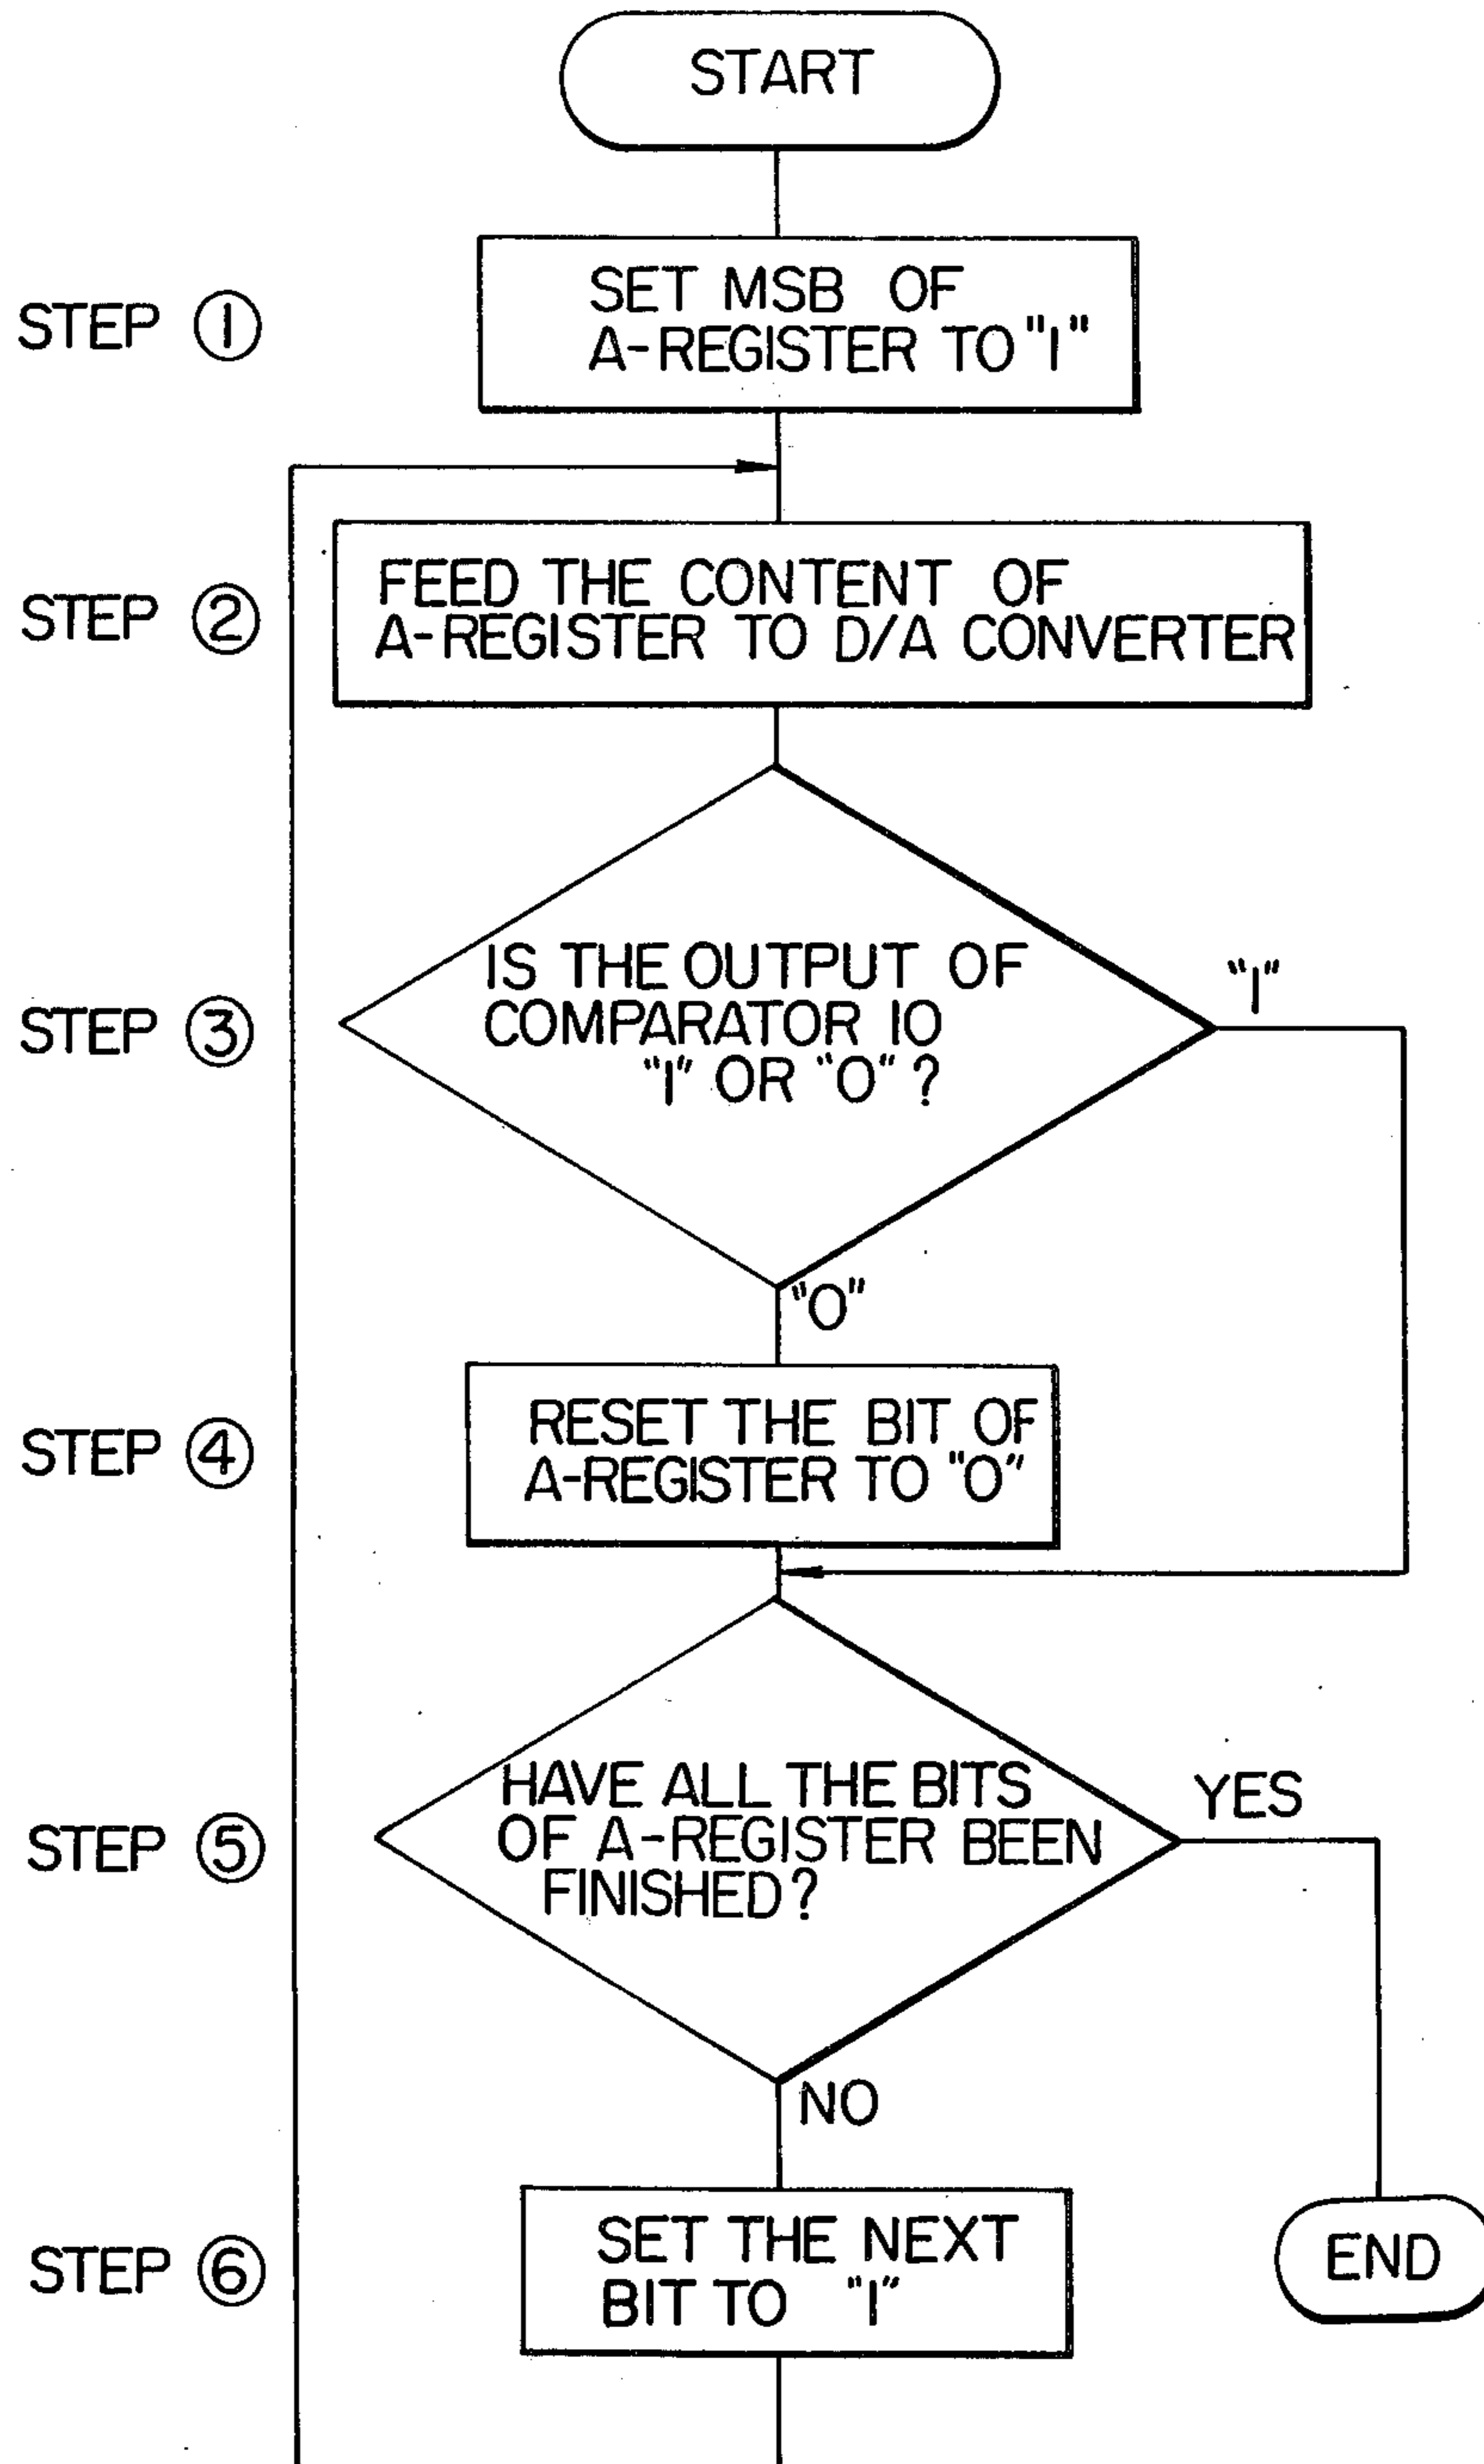 START
STEP ①
SET MSB OF
A-REGISTER TO "1"
STEP ②
FEED THE CONTENT OF
A-REGISTER TO D/A CONVERTER
STEP ③
IS THE OUTPUT OF
COMPARATOR 10
"1" OR "0"?
"1"
"0"
STEP ④
RESET THE BIT OF
A-REGISTER TO "0"
STEP ⑤
HAVE ALL THE BITS
OF A-REGISTER BEEN
FINISHED?
YES
NO
STEP ⑥
SET THE NEXT
BIT TO "1"
END